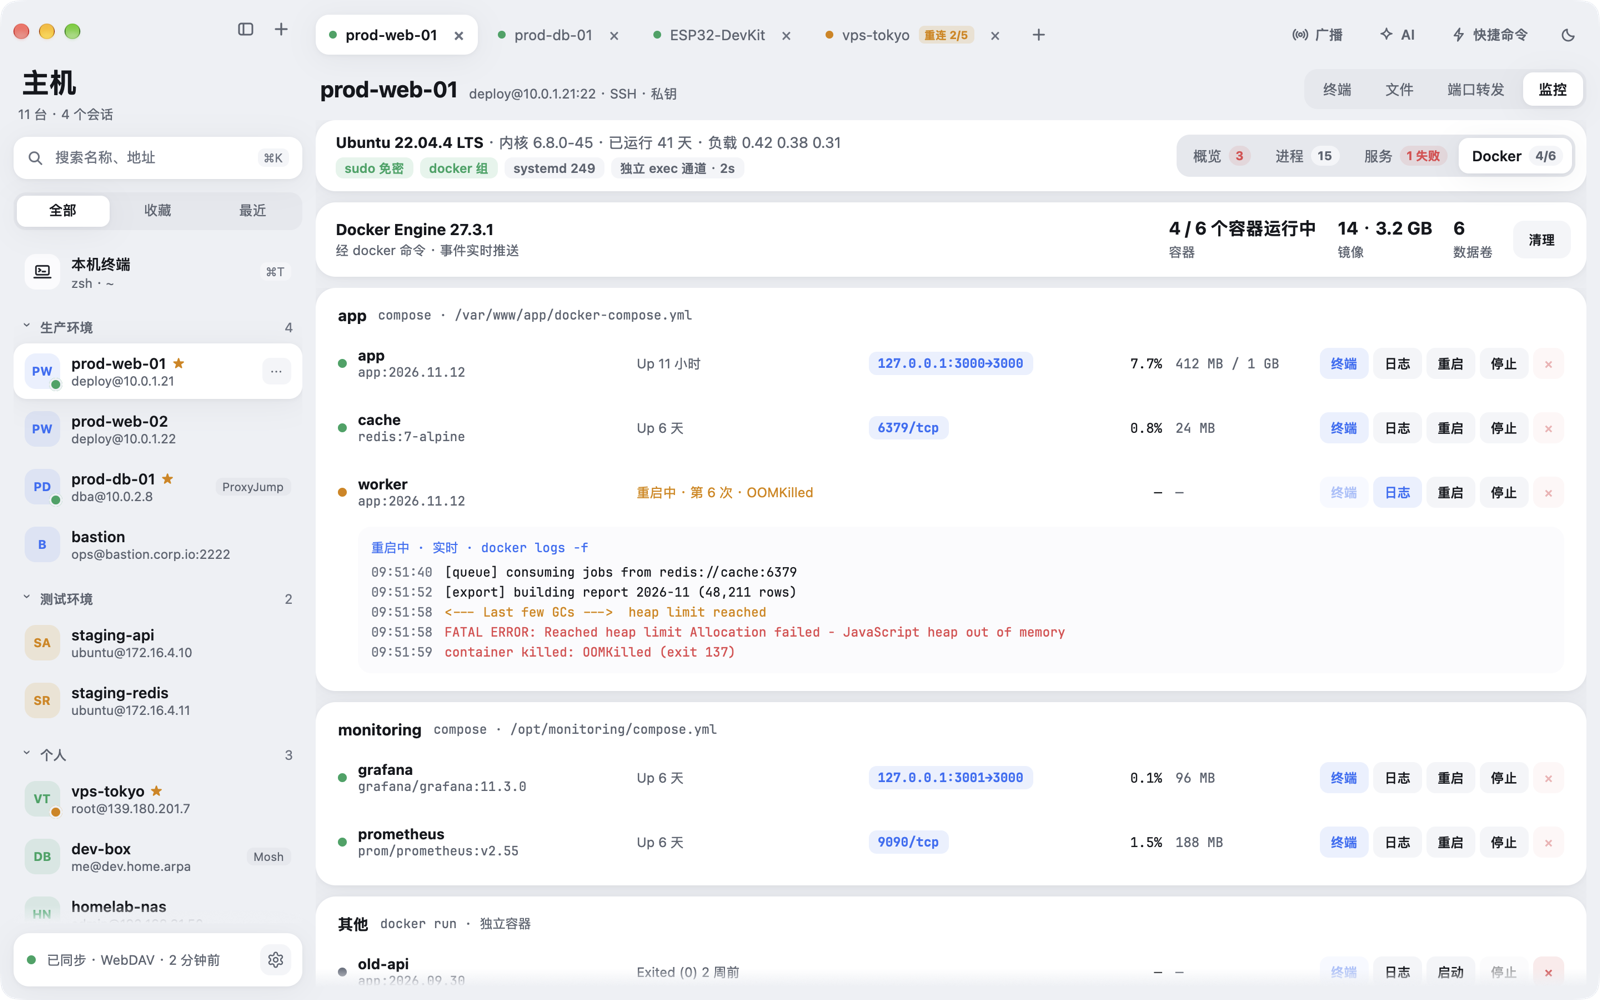 主机
11 台 · 4 个会话
搜索名称、地址 ⌘K
全部 收藏 最近
本机终端
zsh · ~
⌘T
生产环境 4
PW
prod-web-01 ★
deploy@10.0.1.21
···
PW
prod-web-02
deploy@10.0.1.22
PD
prod-db-01 ★
dba@10.0.2.8
ProxyJump
B
bastion
ops@bastion.corp.io:2222
测试环境 2
SA
staging-api
ubuntu@172.16.4.10
SR
staging-redis
ubuntu@172.16.4.11
个人 3
VT
vps-tokyo ★
root@139.180.201.7
DB
dev-box
me@dev.home.arpa
Mosh
HN
homelab-nas
已同步 · WebDAV · 2 分钟前
prod-web-01 × prod-db-01 × ESP32-DevKit × vps-tokyo 重连 2/5 × +
广播 AI 快捷命令
prod-web-01 deploy@10.0.1.21:22 · SSH · 私钥
终端 文件 端口转发 监控
Ubuntu 22.04.4 LTS · 内核 6.8.0-45 · 已运行 41 天 · 负载 0.42 0.38 0.31
sudo 免密 docker 组 systemd 249 独立 exec 通道 · 2s
概览 3 进程 15 服务 1 失败 Docker 4/6
Docker Engine 27.3.1
经 docker 命令 · 事件实时推送
4 / 6 个容器运行中 14 · 3.2 GB 6
容器 镜像 数据卷
清理
app compose · /var/www/app/docker-compose.yml
app
app:2026.11.12
Up 11 小时 127.0.0.1:3000→3000 7.7% 412 MB / 1 GB 终端 日志 重启 停止 ×
cache
redis:7-alpine
Up 6 天 6379/tcp 0.8% 24 MB 终端 日志 重启 停止 ×
worker
app:2026.11.12
重启中 · 第 6 次 · OOMKilled — — 终端 日志 重启 停止 ×
重启中 · 实时 · docker logs -f
09:51:40 [queue] consuming jobs from redis://cache:6379
09:51:52 [export] building report 2026-11 (48,211 rows)
09:51:58 <--- Last few GCs ---> heap limit reached
09:51:58 FATAL ERROR: Reached heap limit Allocation failed - JavaScript heap out of memory
09:51:59 container killed: OOMKilled (exit 137)
monitoring compose · /opt/monitoring/compose.yml
grafana
grafana/grafana:11.3.0
Up 6 天 127.0.0.1:3001→3000 0.1% 96 MB 终端 日志 重启 停止 ×
prometheus
prom/prometheus:v2.55
Up 6 天 9090/tcp 1.5% 188 MB 终端 日志 重启 停止 ×
其他 docker run · 独立容器
old-api
app:2026.09.30
Exited (0) 2 周前 — — 终端 日志 启动 停止 ×